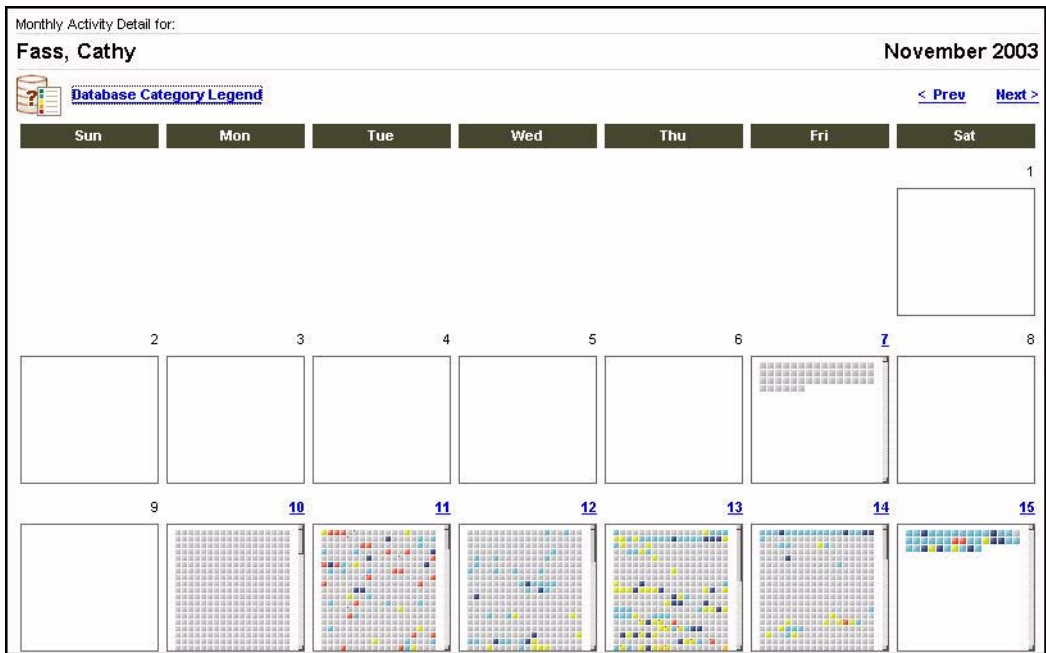 Monthly Activity Detail for:
Fass, Cathy November 2003
Database Category Legend < Prev Next >
Sun Mon Tue Wed Thu Fri Sat
1
2 3 4 5 6 7 8
9 10 11 12 13 14 15